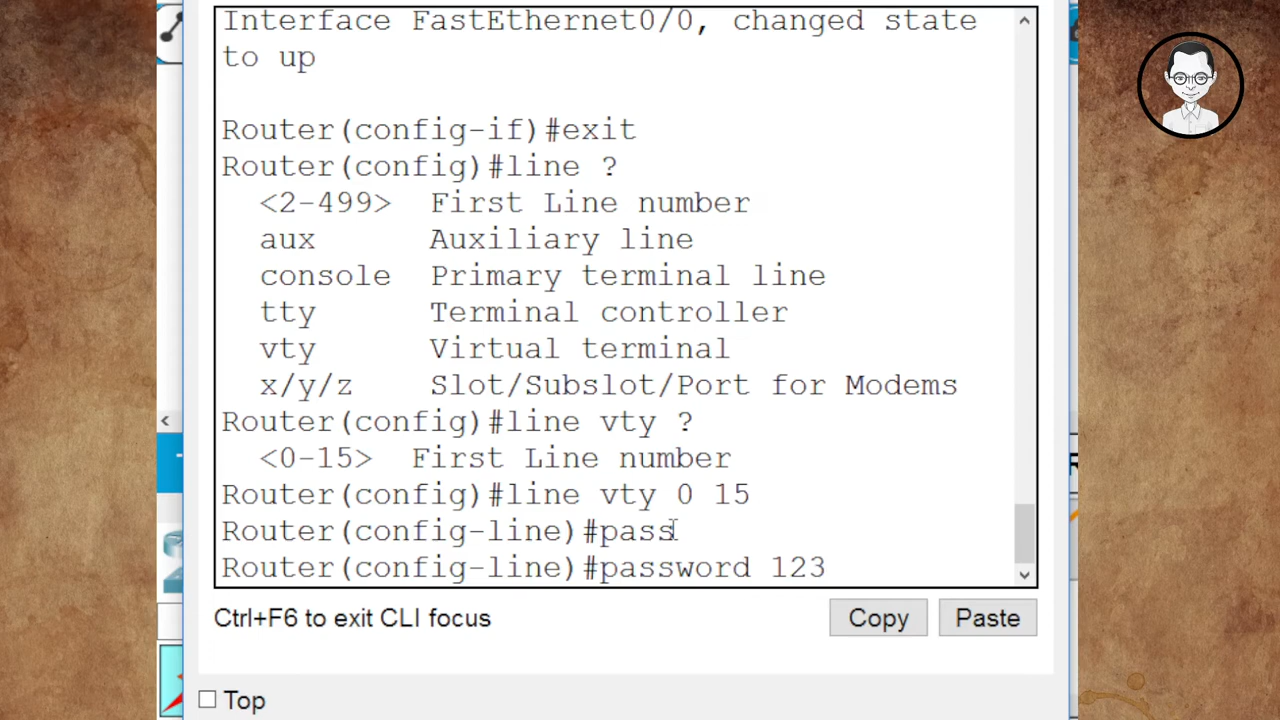 Interface FastEthernet0/0, changed state
to up
Router(config-if)#exit
Router(config)#line ?
<2-499> First Line number
aux Auxiliary line
console Primary terminal line
tty Terminal controller
vty Virtual terminal
x/y/z Slot/Subslot/Port for Modems
Router(config)#line vty ?
<0-15> First Line number
Router(config)#line vty 0 15
Router(config-line)#pass
Router(config-line)#password 123
Ctrl+F6 to exit CLI focus
Copy
Paste
Top